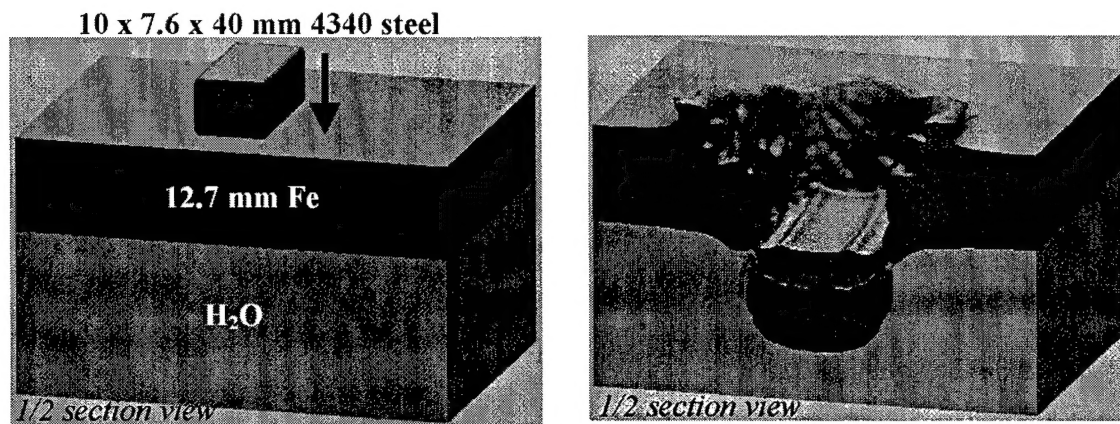 10 x 7.6 x 40 mm 4340 steel
12.7 mm Fe
H₂O
1/2 section view
1/2 section view